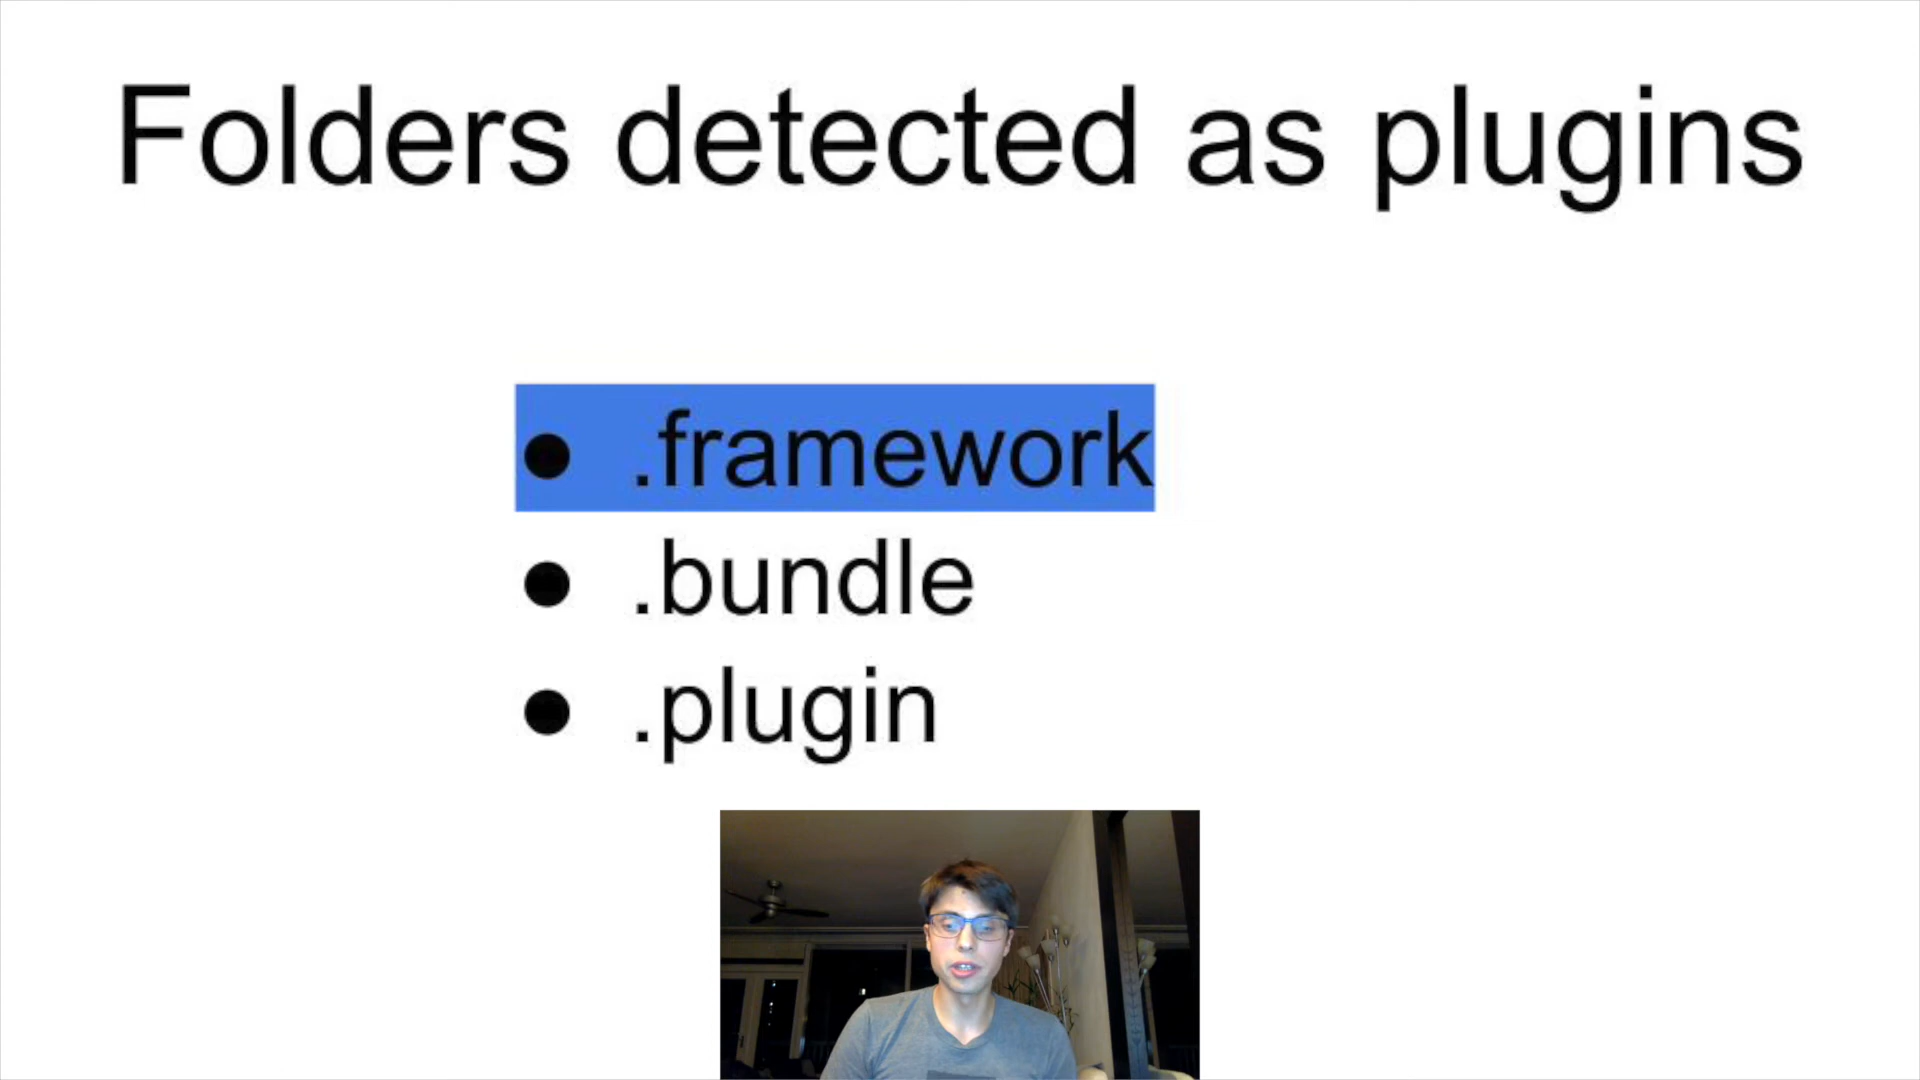 Folders detected as plugins
● .framework
● .bundle
● .plugin